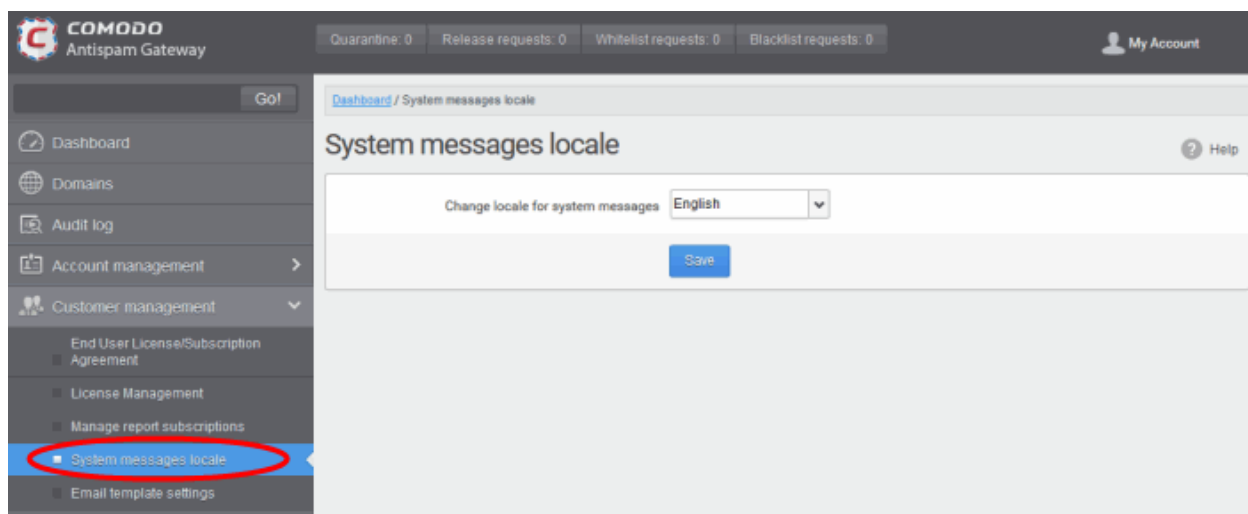 COMODO
Antispam Gateway
Quarantine: 0 Release requests: 0 Whitelist requests: 0 Blacklist requests: 0
My Account
Go!
Dashboard / System messages locale
Dashboard
System messages locale
Help
Domains
Change locale for system messages English
Audit log
Account management
Save
Customer management
End User License/Subscription
Agreement
License Management
Manage report subscriptions
System messages locale
Email template settings